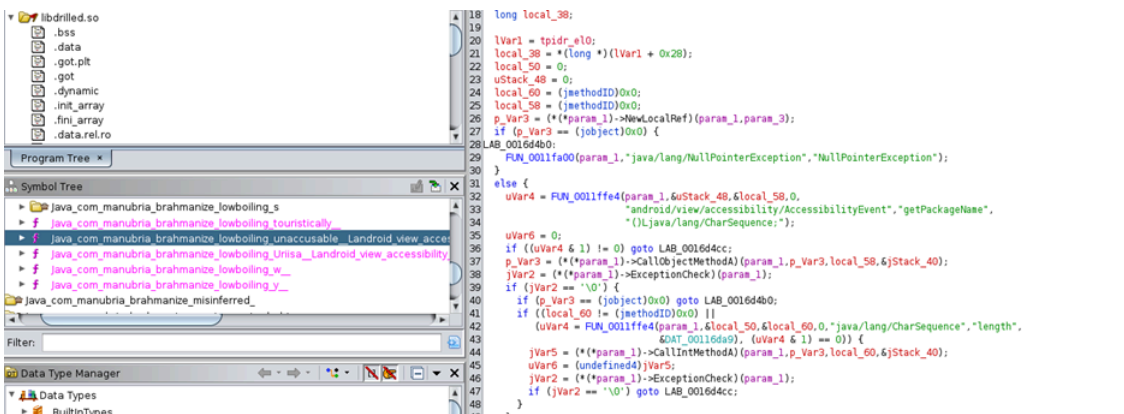 libdrilled.so
.bss
.data
.got.plt
.got
.dynamic
.init_array
.fini_array
.data.rel.ro
Program Tree ×
Symbol Tree
Java_com_manubria_brahmanize_lowboiling_s
f Java_com_manubria_brahmanize_lowboiling_touristically__
f Java_com_manubria_brahmanize_lowboiling_unaccusable__Landroid_view_acces
f Java_com_manubria_brahmanize_lowboiling_Uriisa__Landroid_view_accessibility_
f Java_com_manubria_brahmanize_lowboiling_w__
f Java_com_manubria_brahmanize_lowboiling_y__
Java_com_manubria_brahmanize_misinferred_
Filter:
Data Type Manager
Data Types
BuiltInTypes
18 long local_38;
19
20 lVar1 = tpidr_el0;
21 local_38 = *(long *)(lVar1 + 0x28);
22 local_50 = 0;
23 uStack_48 = 0;
24 local_60 = (jmethodID)0x0;
25 local_58 = (jmethodID)0x0;
26 p_Var3 = (*(*param_1)->NewLocalRef)(param_1,param_3);
27 if (p_Var3 == (jobject)0x0) {
28 LAB_0016d4b0:
29 FUN_0011fa00(param_1,"java/lang/NullPointerException","NullPointerException");
30 }
31 else {
32 uVar4 = FUN_0011ffe4(param_1,&uStack_48,&local_58,0,
33 "android/view/accessibility/AccessibilityEvent","getPackageName",
34 "()Ljava/lang/CharSequence;");
35 uVar6 = 0;
36 if ((uVar4 & 1) != 0) goto LAB_0016d4cc;
37 p_Var3 = (*(*param_1)->CallObjectMethodA)(param_1,p_Var3,local_58,&jStack_40);
38 jVar2 = (*(*param_1)->ExceptionCheck)(param_1);
39 if (jVar2 == '\0') {
40 if (p_Var3 == (jobject)0x0) goto LAB_0016d4b0;
41 if ((local_60 != (jmethodID)0x0) ||
42 (uVar4 = FUN_0011ffe4(param_1,&local_50,&local_60,0,"java/lang/CharSequence","length",
43 &DAT_00116da9), (uVar4 & 1) == 0)) {
44 jVar5 = (*(*param_1)->CallIntMethodA)(param_1,p_Var3,local_60,&jStack_40);
45 uVar6 = (undefined4)jVar5;
46 jVar2 = (*(*param_1)->ExceptionCheck)(param_1);
47 if (jVar2 == '\0') goto LAB_0016d4cc;
48 }